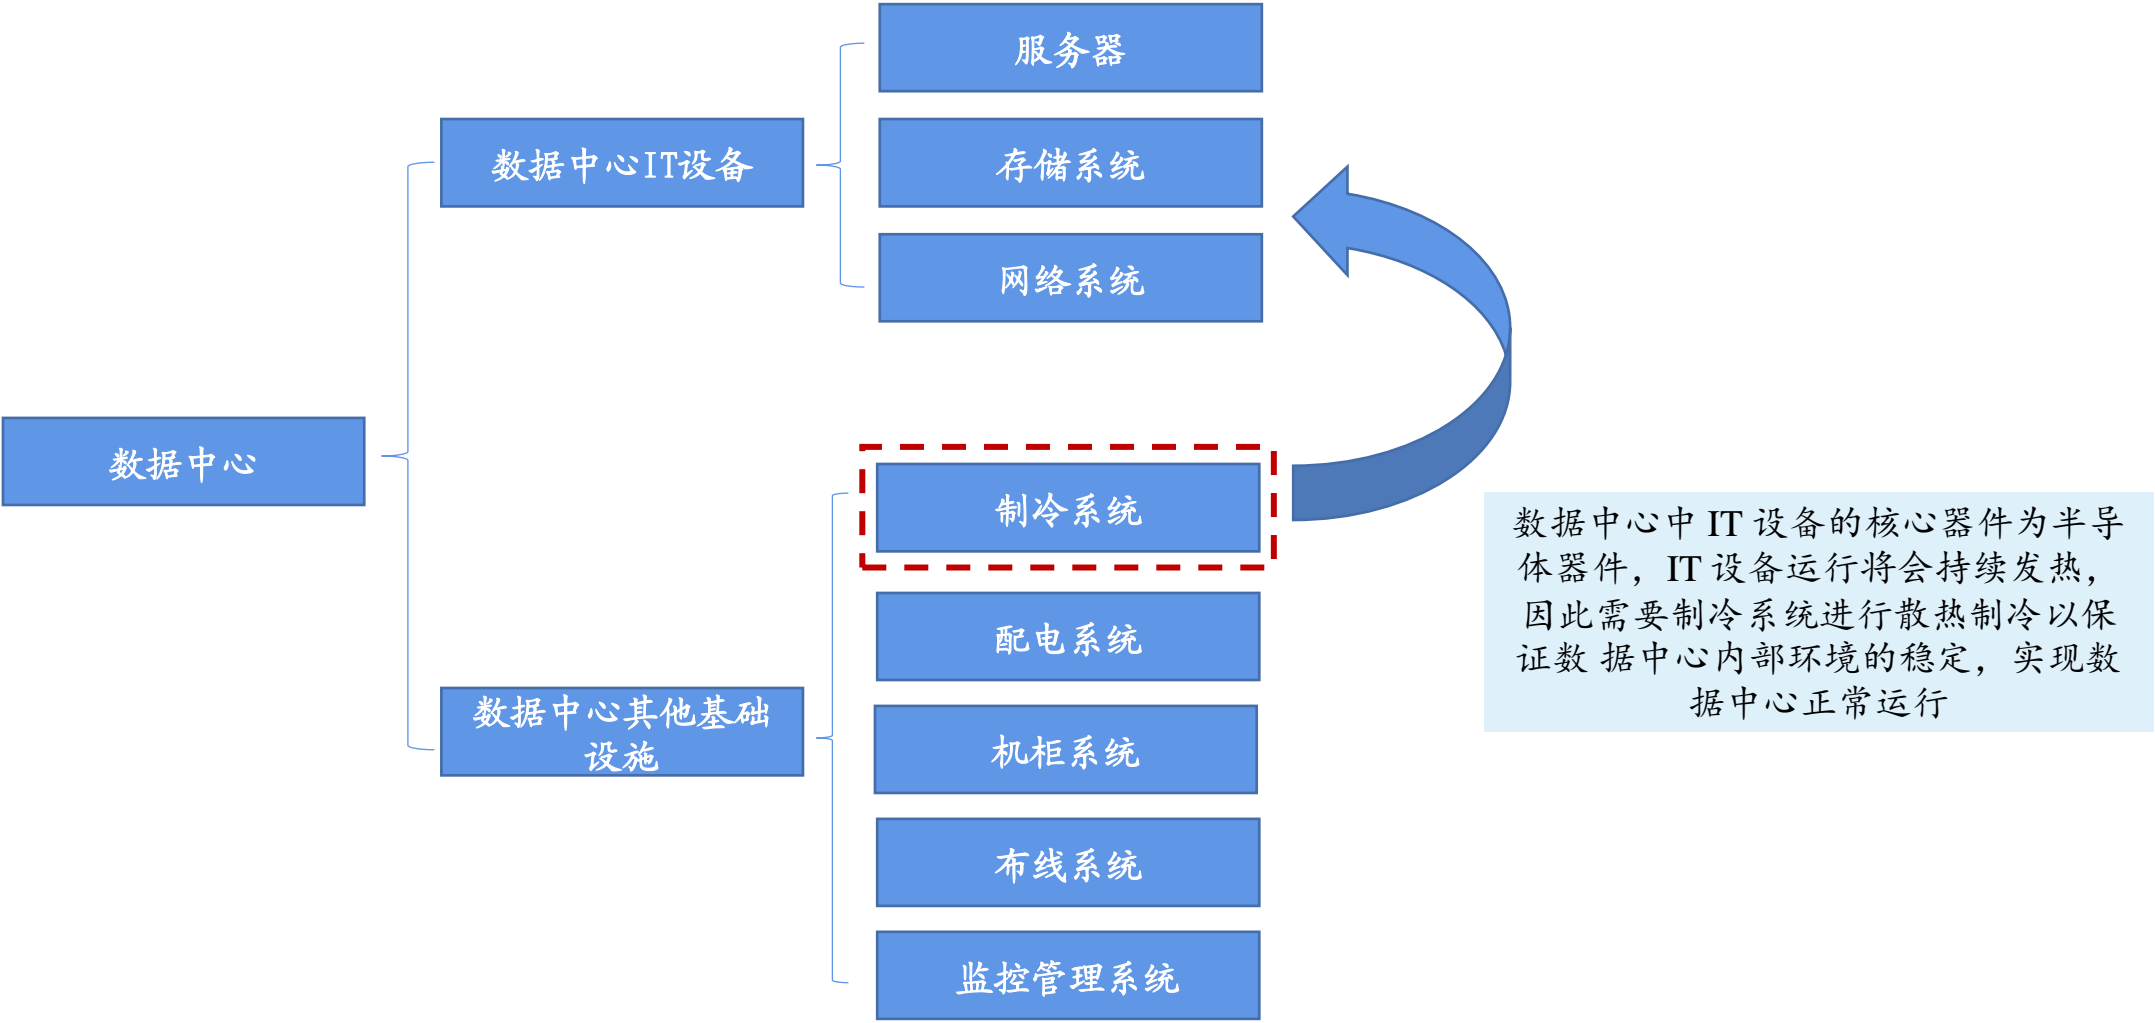 服务器
数据中心IT设备
存储系统
网络系统
数据中心
制冷系统
配电系统
数据中心其他基础
设施
机柜系统
布线系统
监控管理系统
数据中心中 IT 设备的核心器件为半导
体器件，IT 设备运行将会持续发热，
因此需要制冷系统进行散热制冷以保
证数 据中心内部环境的稳定，实现数
据中心正常运行